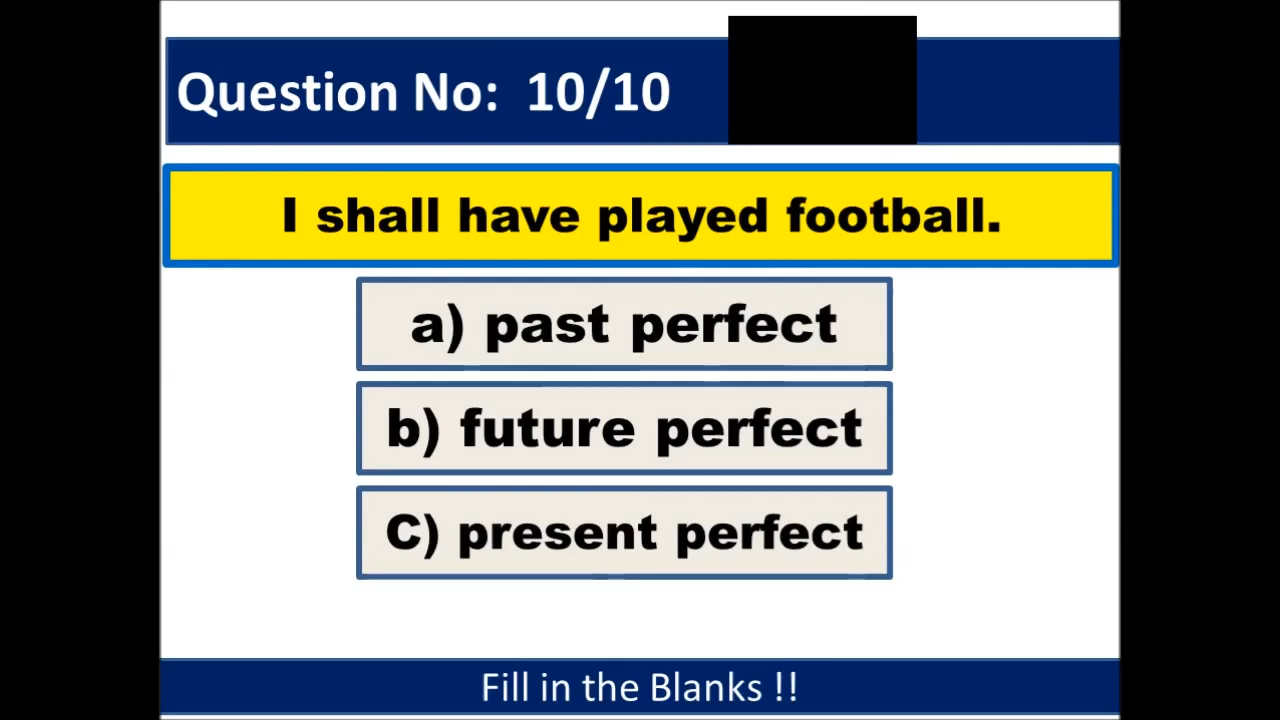 Question No: 10/10
I shall have played football.
a) past perfect
b) future perfect
C) present perfect
Fill in the Blanks !!